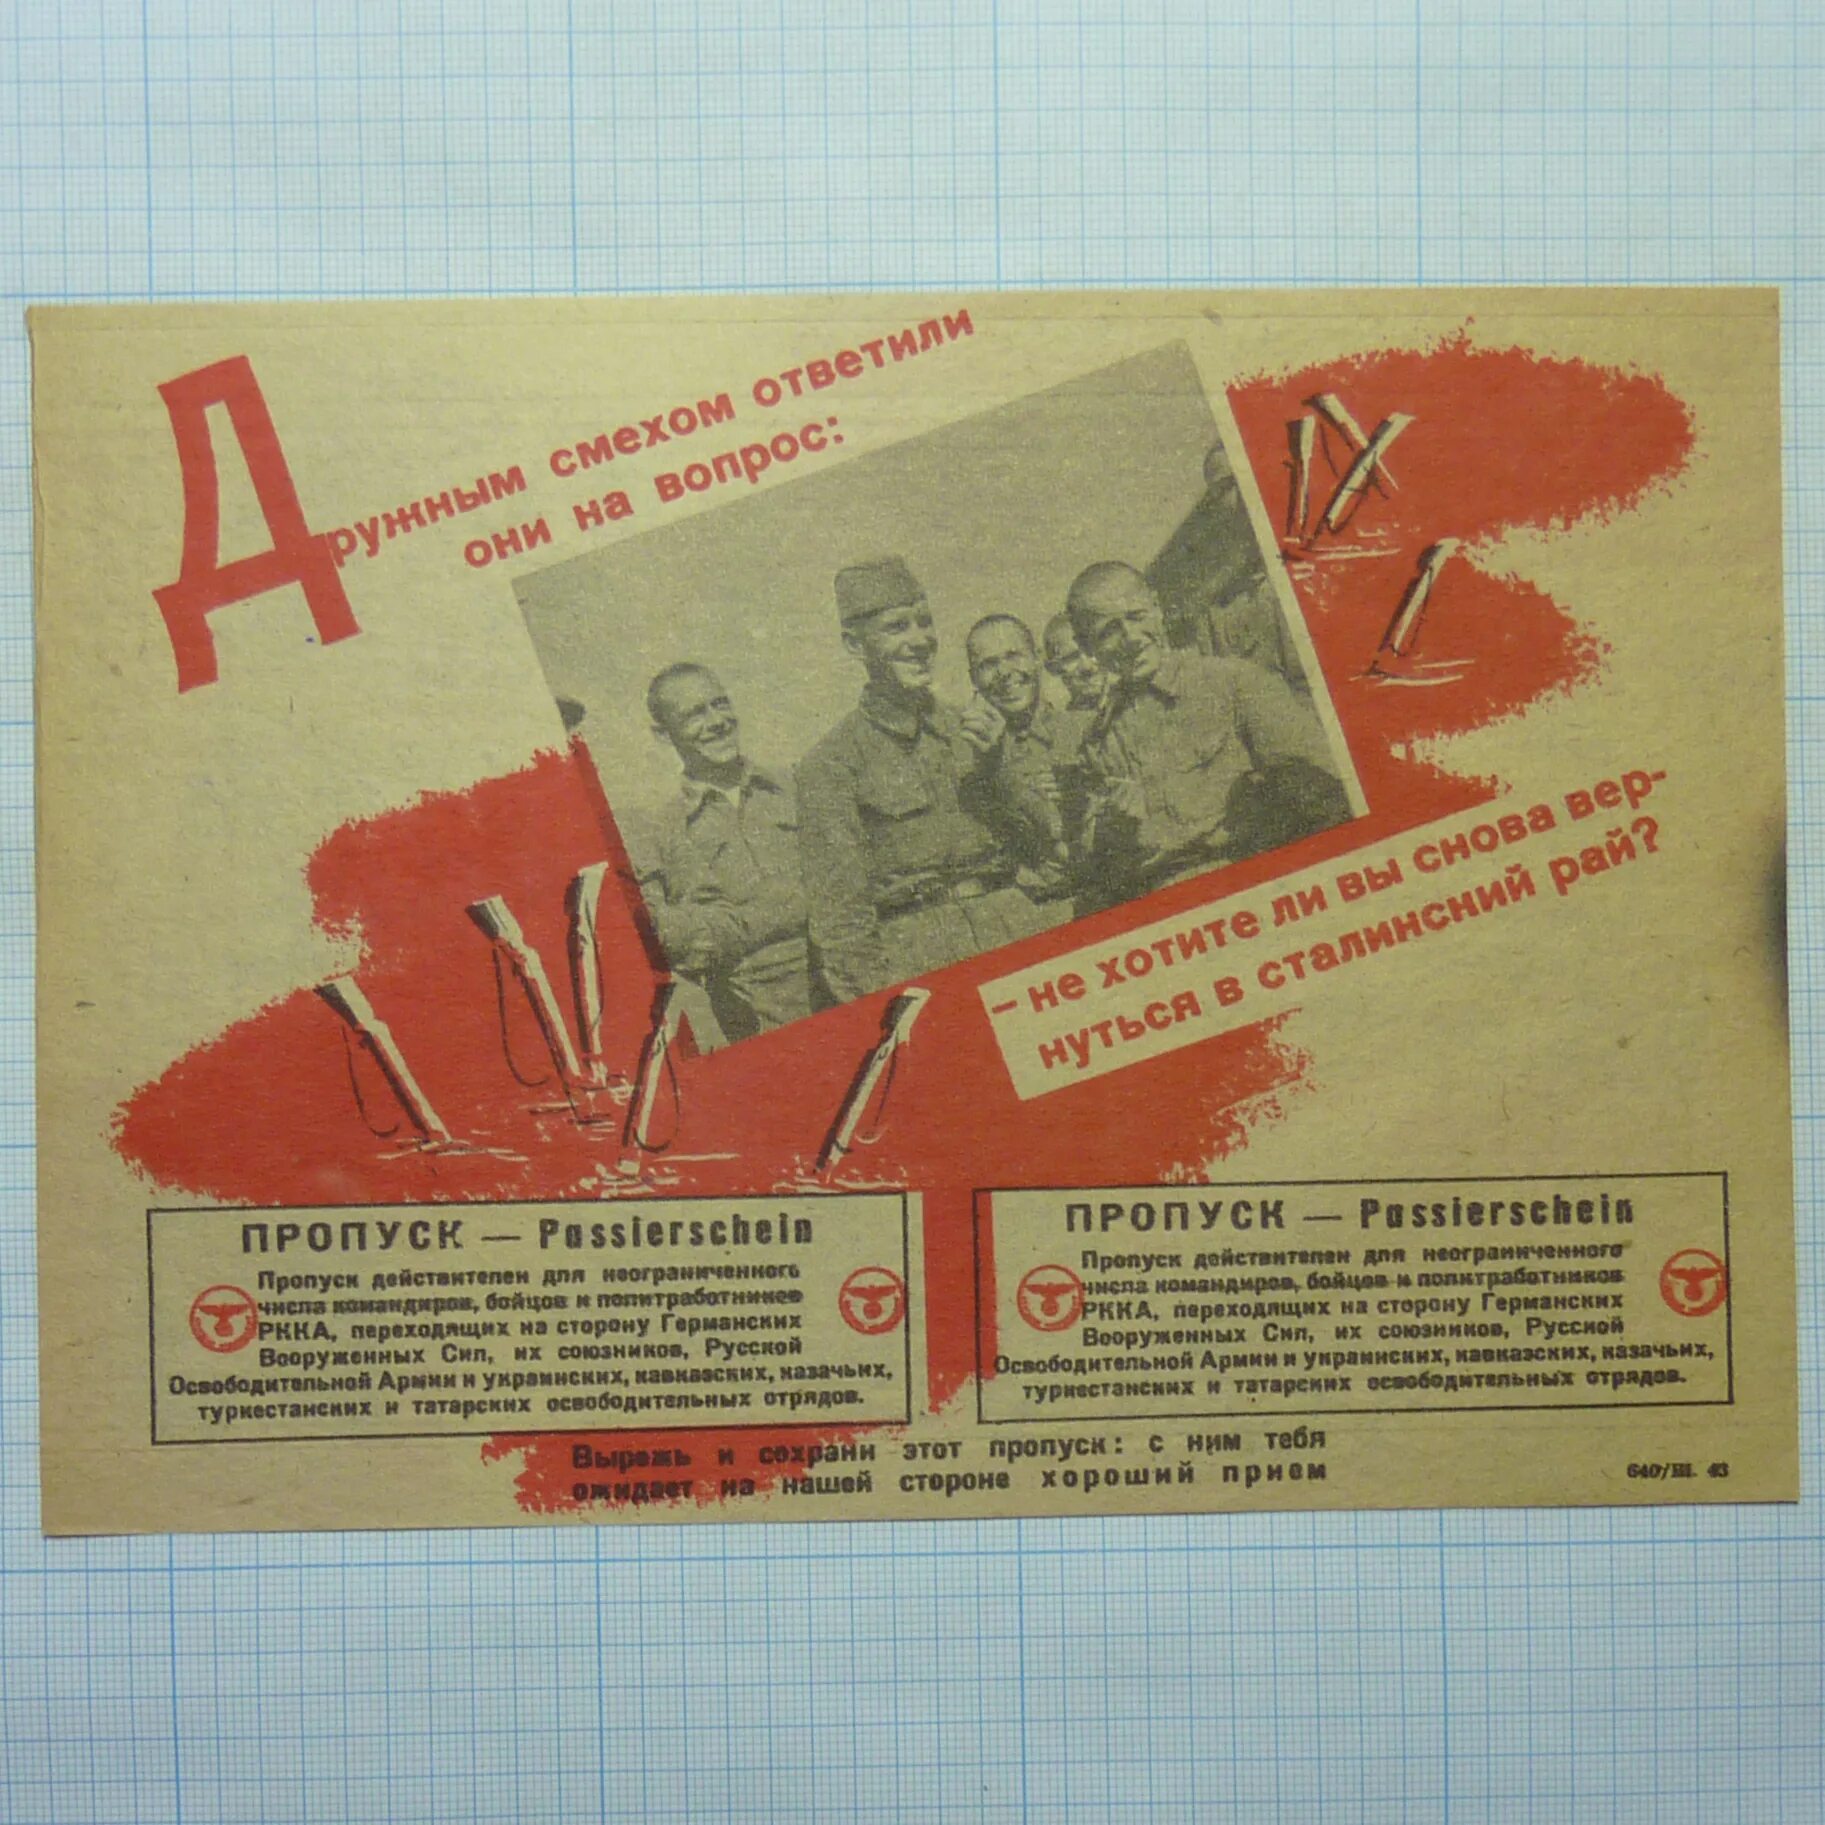 Дружным смехом ответили
они на вопрос:
– не хотите ли вы снова вер-
нуться в сталинский рай?
ПРОПУСК — Passierschein
Пропуск действителен для неограниченного
числа командиров, бойцов и политработников
РККА, переходящих на сторону Германских
Вооруженных Сил, их союзников, Русской
Освободительной Армии и украинских, кавказских, казачьих,
туркестанских и татарских освободительных отрядов.
ПРОПУСК — Passierschein
Пропуск действителен для неограниченного
числа командиров, бойцов и политработников
РККА, переходящих на сторону Германских
Вооруженных Сил, их союзников, Русской
Освободительной Армии и украинских, кавказских, казачьих,
туркестанских и татарских освободительных отрядов.
Вырежь и сохрани этот пропуск: с ним тебя
ожидает на нашей стороне хороший прием
640/III. 43